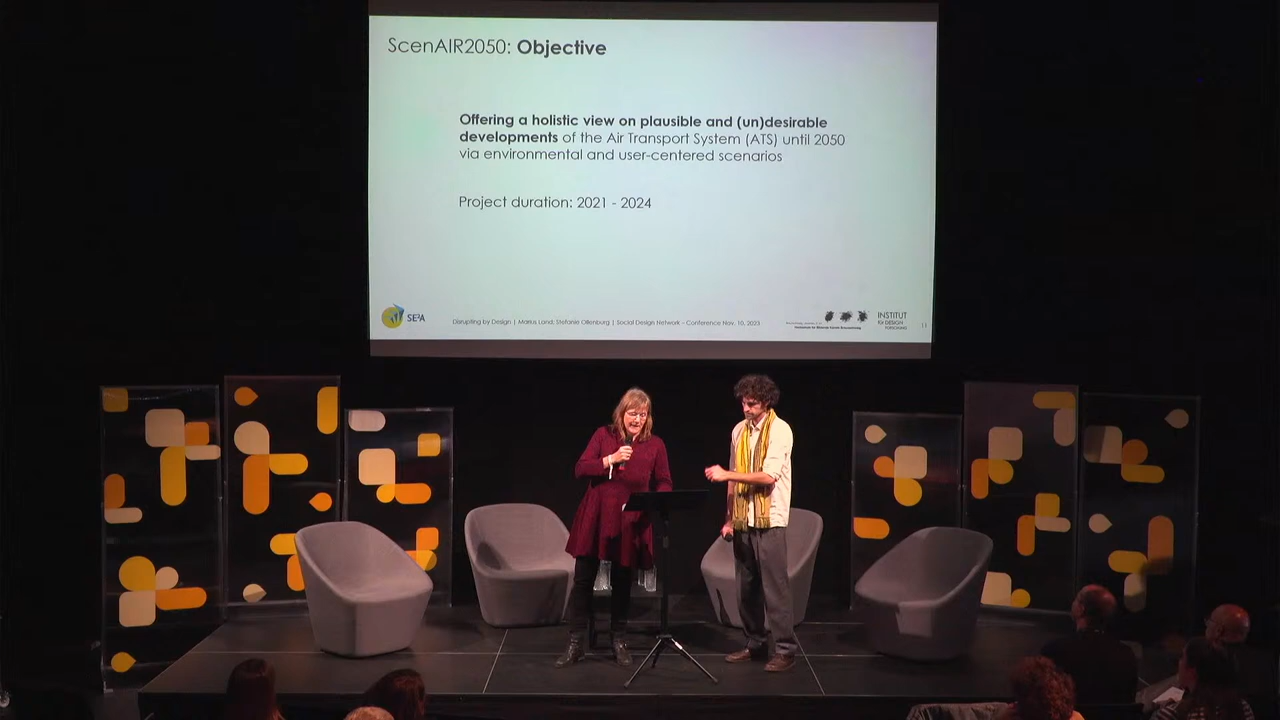 ScenAIR2050: Objective
Offering a holistic view on plausible and (un)desirable
developments of the Air Transport System (ATS) until 2050
via environmental and user-centered scenarios
Project duration: 2021 - 2024
SE²A
Disrupting by Design | Marius Land, Stefanie Ollenburg | Social Design Network – Conference Nov. 10, 2023
INSTITUT
für DESIGN
FORSCHUNG
11